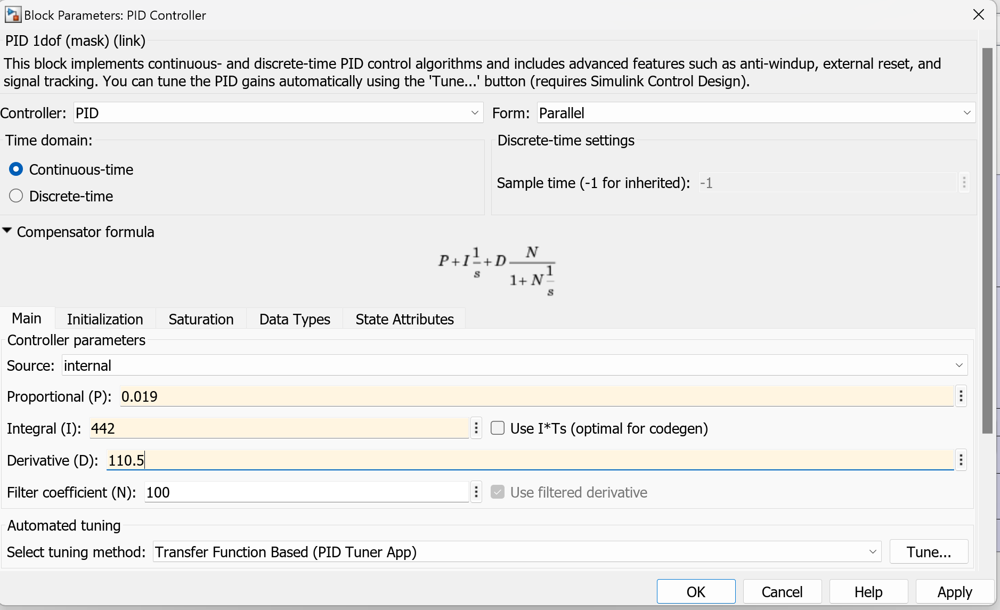 Block Parameters: PID Controller
PID 1dof (mask) (link)
This block implements continuous- and discrete-time PID control algorithms and includes advanced features such as anti-windup, external reset, and
signal tracking. You can tune the PID gains automatically using the 'Tune...' button (requires Simulink Control Design).
Controller: PID Form: Parallel
Time domain: Discrete-time settings
Continuous-time
Sample time (-1 for inherited): -1
Discrete-time
Compensator formula
P + I 1/s + D N/(1 + N 1/s)
Main Initialization Saturation Data Types State Attributes
Controller parameters
Source: internal
Proportional (P): 0.019
Integral (I): 442 Use I*Ts (optimal for codegen)
Derivative (D): 110.5
Filter coefficient (N): 100 Use filtered derivative
Automated tuning
Select tuning method: Transfer Function Based (PID Tuner App) Tune...
OK Cancel Help Apply